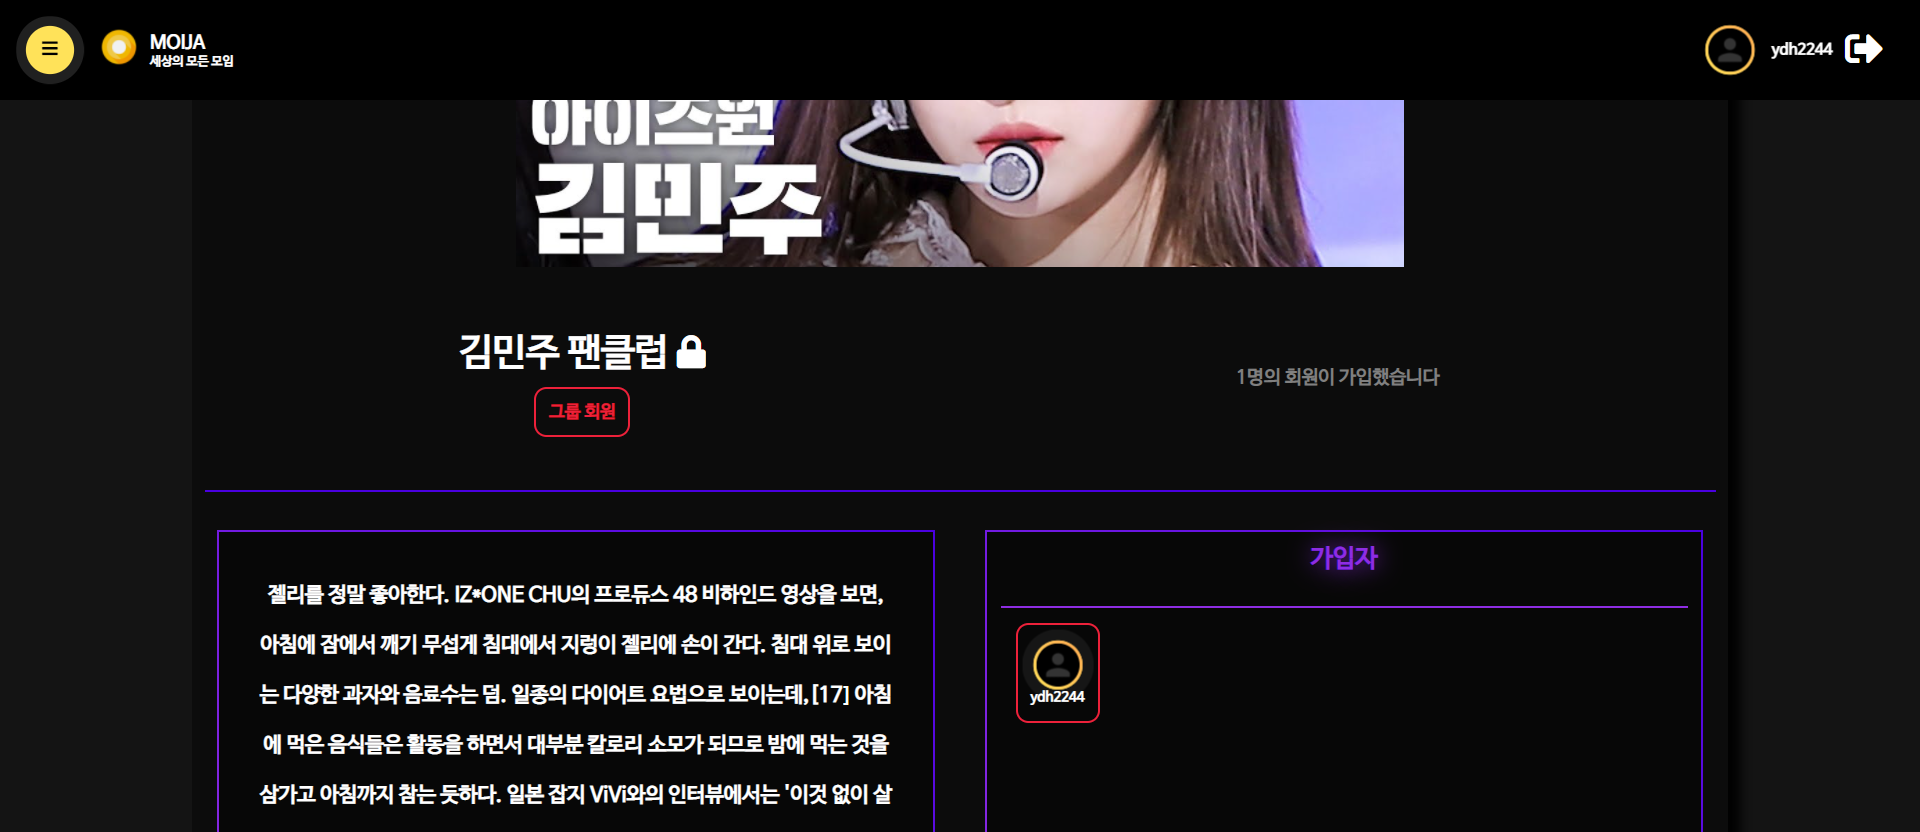 MOIJA
세상의 모든 모임
ydh2244
아이즈원
김민주
김민주 팬클럽
그룹 회원
1명의 회원이 가입했습니다
젤리를 정말 좋아한다. IZ*ONE CHU의 프로듀스 48 비하인드 영상을 보면,
아침에 잠에서 깨기 무섭게 침대에서 지렁이 젤리에 손이 간다. 침대 위로 보이
는 다양한 과자와 음료수는 덤. 일종의 다이어트 요법으로 보이는데,[17] 아침
에 먹은 음식들은 활동을 하면서 대부분 칼로리 소모가 되므로 밤에 먹는 것을
삼가고 아침까지 참는 듯하다. 일본 잡지 ViVi와의 인터뷰에서는 '이것 없이 살
가입자
ydh2244